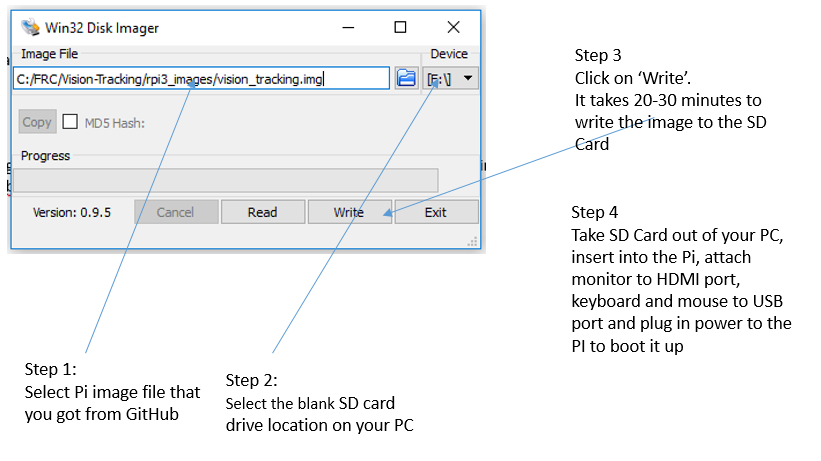 Win32 Disk Imager
Image File
Device
C:/FRC/Vision-Tracking/rpi3_images/vision_tracking.img
[E:\]
Copy
MD5 Hash:
Progress
Version: 0.9.5
Cancel
Read
Write
Exit
Step 1:
Select Pi image file that
you got from GitHub
Step 2:
Select the blank SD card
drive location on your PC
Step 3
Click on ‘Write’.
It takes 20-30 minutes to
write the image to the SD
Card
Step 4
Take SD Card out of your PC,
insert into the Pi, attach
monitor to HDMI port,
keyboard and mouse to USB
port and plug in power to the
PI to boot it up